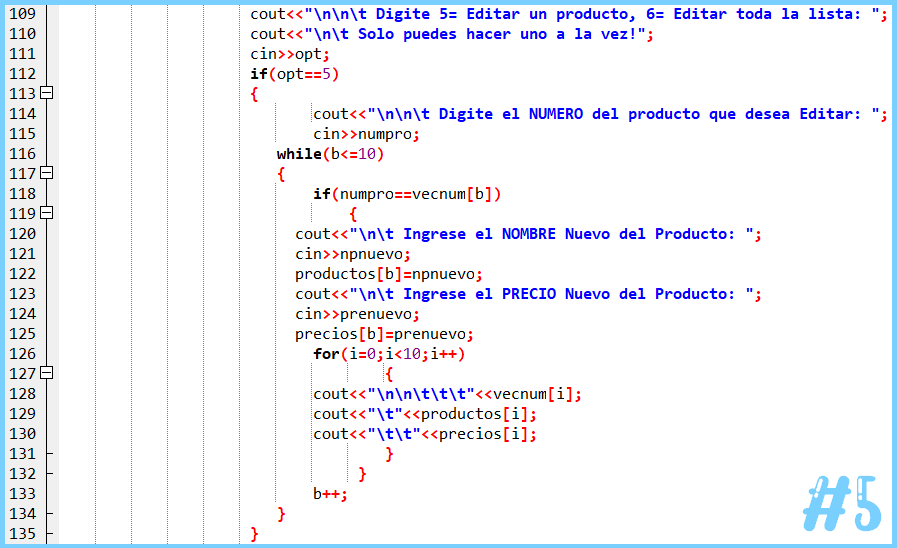 109 cout<<"\n\n\t Digite 5= Editar un producto, 6= Editar toda la lista: ";
110 cout<<"\n\t Solo puedes hacer uno a la vez!";
111 cin>>opt;
112 if(opt==5)
113 {
114 cout<<"\n\n\t Digite el NUMERO del producto que desea Editar: ";
115 cin>>numpro;
116 while(b<=10)
117 {
118 if(numpro==vecnum[b])
119 {
120 cout<<"\n\t Ingrese el NOMBRE Nuevo del Producto: ";
121 cin>>npnuevo;
122 productos[b]=npnuevo;
123 cout<<"\n\t Ingrese el PRECIO Nuevo del Producto: ";
124 cin>>prenuevo;
125 precios[b]=prenuevo;
126 for(i=0;i<10;i++)
127 {
128 cout<<"\n\n\t\t\t"<<vecnum[i];
129 cout<<"\t"<<productos[i];
130 cout<<"\t\t"<<precios[i];
131 }
132 }
133 b++;
134 }
135 }
#5